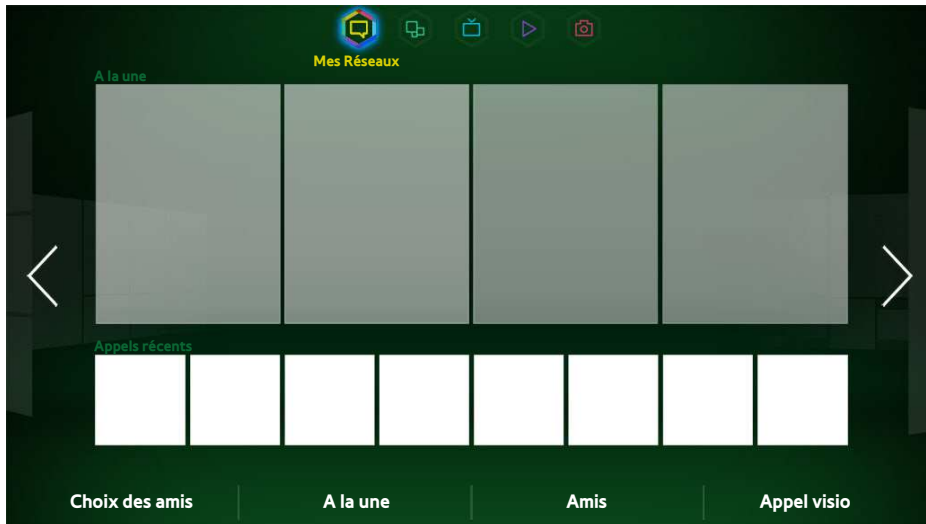 Mes Réseaux
A la une
Appels récents
Choix des amis
A la une
Amis
Appel visio